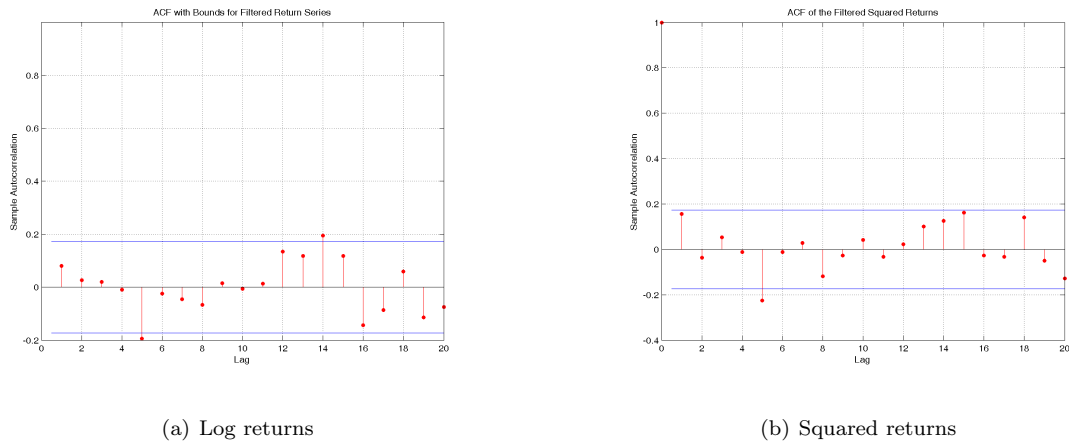 ACF with Bounds for Filtered Return Series
Sample Autocorrelation
0.8
0.6
0.4
0.2
0
-0.2
0 2 4 6 8 10 12 14 16 18 20
Lag
(a) Log returns
ACF of the Filtered Squared Returns
Sample Autocorrelation
1
0.8
0.6
0.4
0.2
0
-0.2
-0.4
0 2 4 6 8 10 12 14 16 18 20
Lag
(b) Squared returns